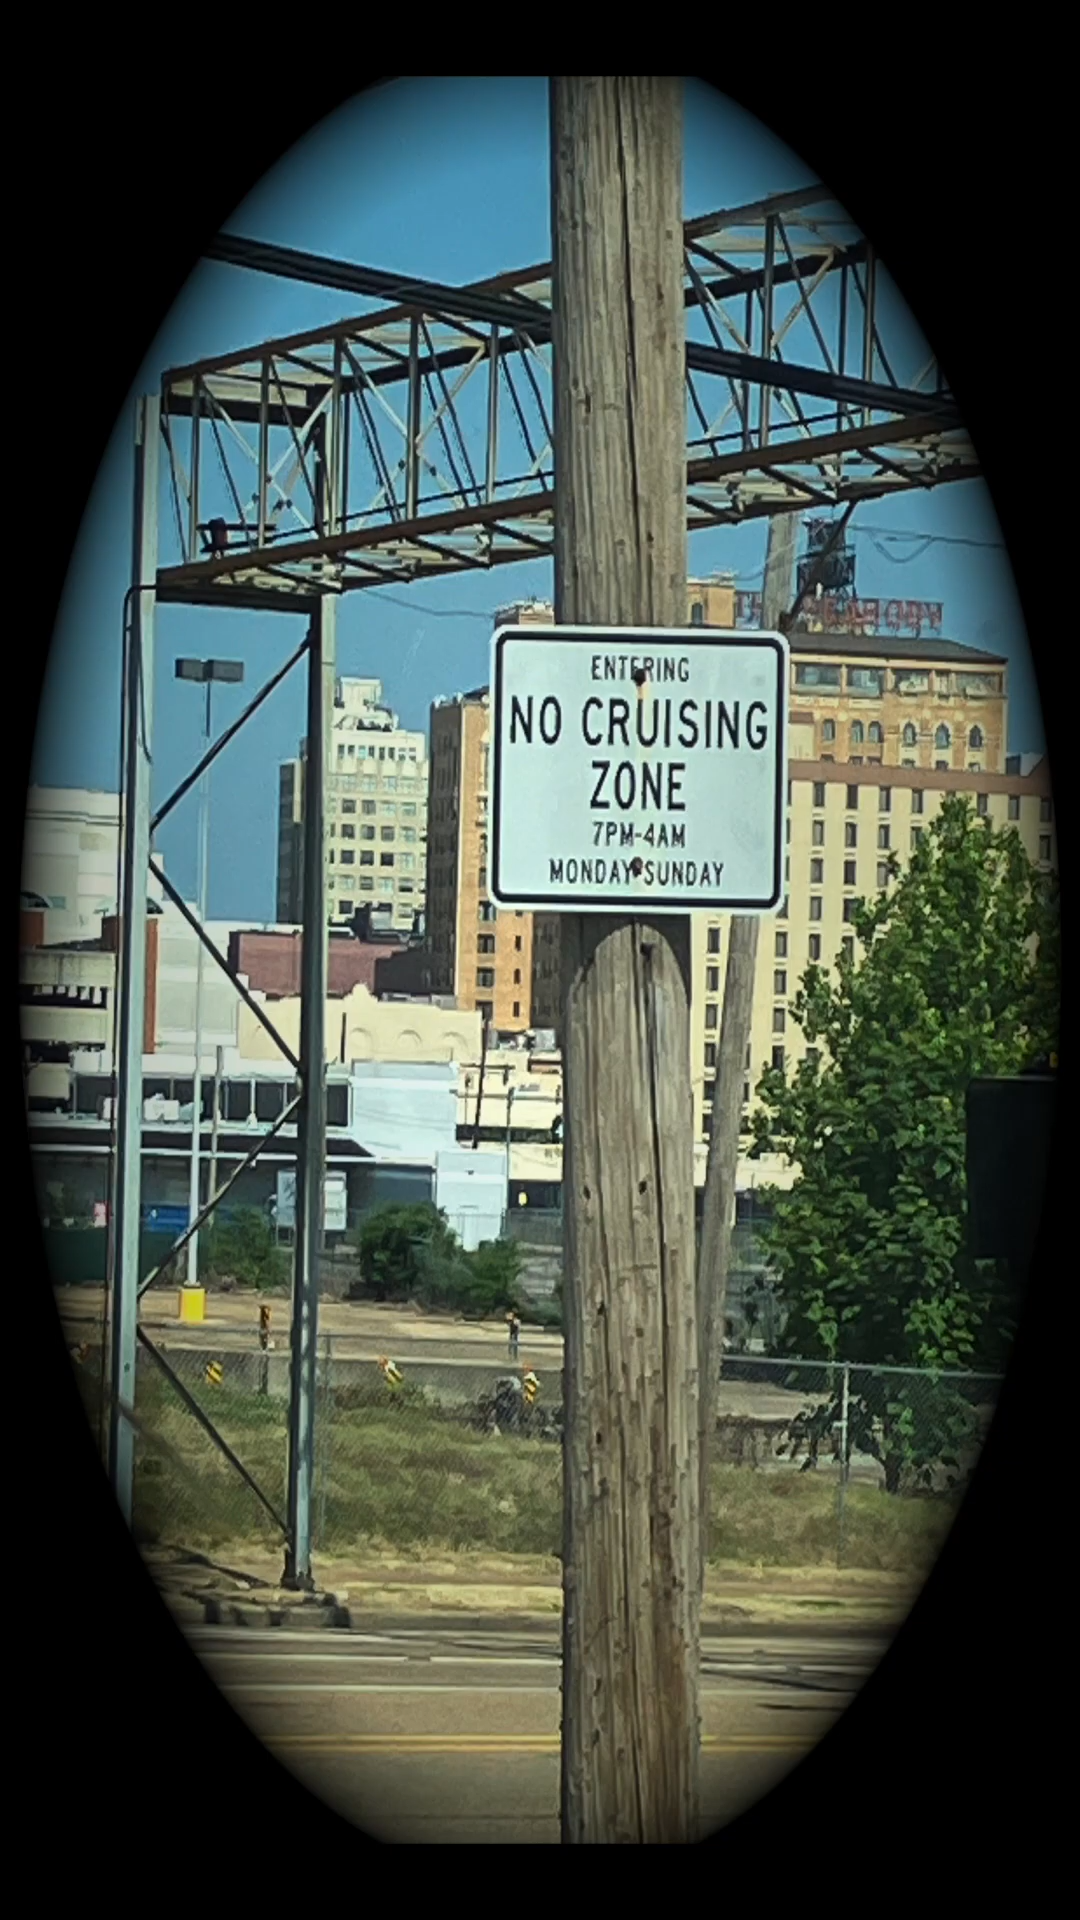 ENTERING
NO CRUISING
ZONE
7PM-4AM
MONDAY-SUNDAY